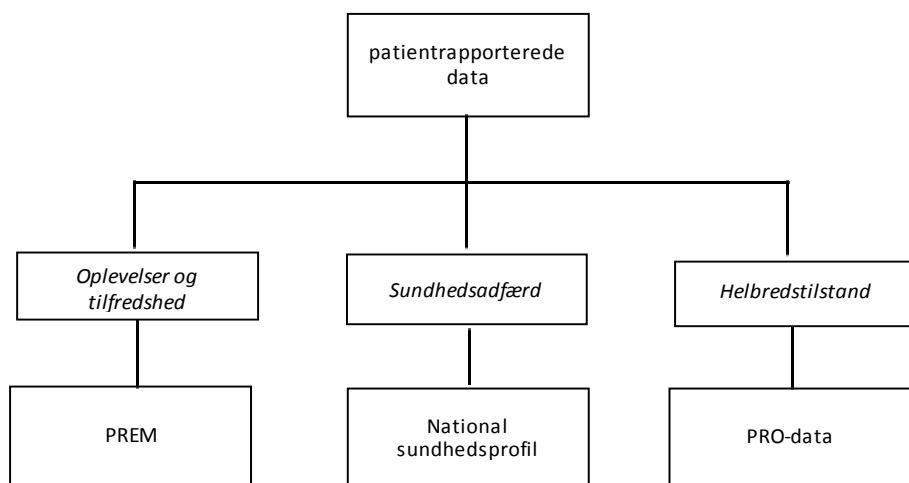 patientrapporterede
data
Oplevelser og
tilfredshed
Sundhedsadfærd
Helbredstilstand
PREM
National
sundhedsprofil
PRO-data